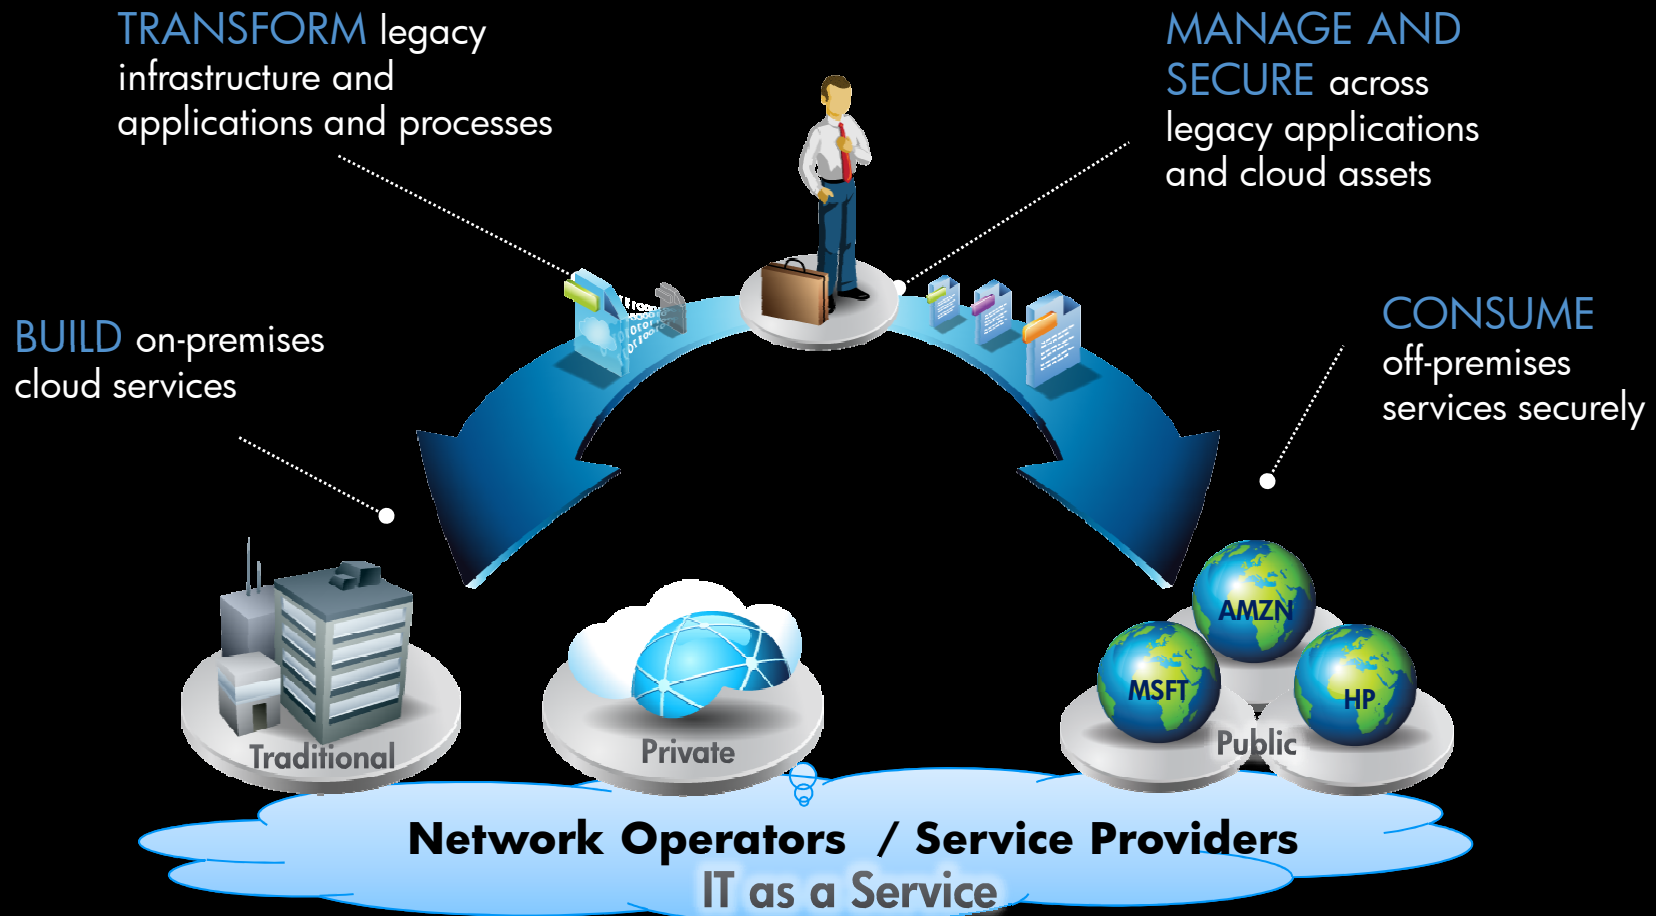 TRANSFORM legacy
infrastructure and
applications and processes
MANAGE AND
SECURE across
legacy applications
and cloud assets
BUILD on-premises
cloud services
CONSUME
off-premises
services securely
AMZN
MSFT
HP
Traditional
Private
Public
Network Operators / Service Providers
IT as a Service